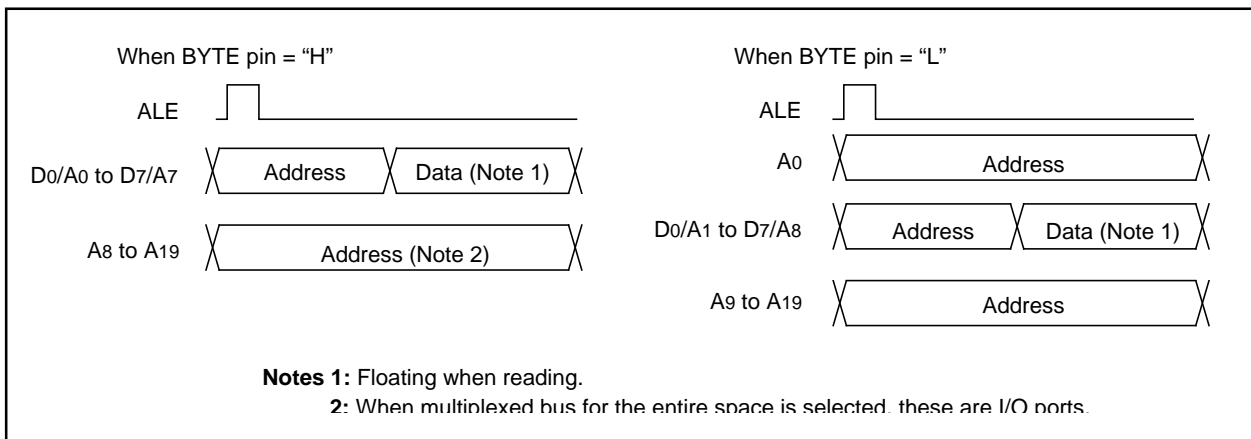 When BYTE pin = “H”
ALE
D0/A0 to D7/A7 Address Data (Note 1)
A8 to A19 Address (Note 2)
When BYTE pin = “L”
ALE
A0 Address
D0/A1 to D7/A8 Address Data (Note 1)
A9 to A19 Address
Notes 1: Floating when reading.
2: When multiplexed bus for the entire space is selected, these are I/O ports.